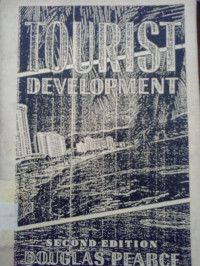 TOURIST
DEVELOPMENT
SECOND EDITION
DOUGLAS PEARCE